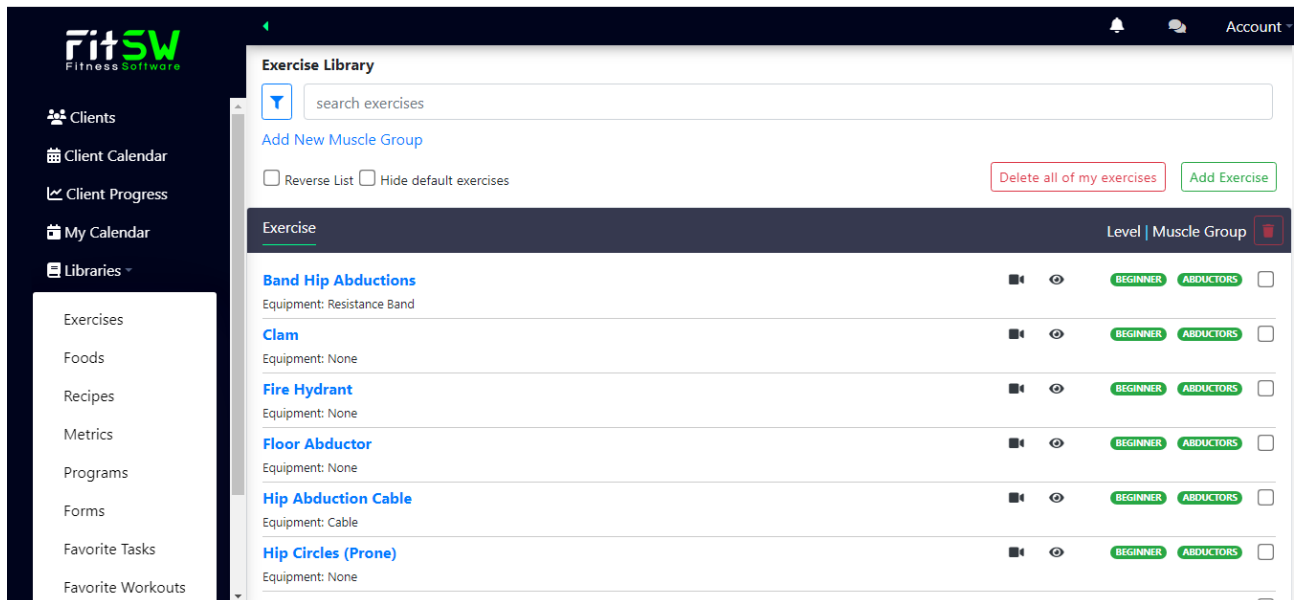 FitSW
Fitness Software
Account
Clients
Client Calendar
Client Progress
My Calendar
Libraries
Exercises
Foods
Recipes
Metrics
Programs
Forms
Favorite Tasks
Favorite Workouts
Exercise Library
search exercises
Add New Muscle Group
Reverse List Hide default exercises
Delete all of my exercises Add Exercise
Exercise Level | Muscle Group
Band Hip Abductions BEGINNER ABDUCTORS
Equipment: Resistance Band
Clam BEGINNER ABDUCTORS
Equipment: None
Fire Hydrant BEGINNER ABDUCTORS
Equipment: None
Floor Abductor BEGINNER ABDUCTORS
Equipment: None
Hip Abduction Cable BEGINNER ABDUCTORS
Equipment: Cable
Hip Circles (Prone) BEGINNER ABDUCTORS
Equipment: None